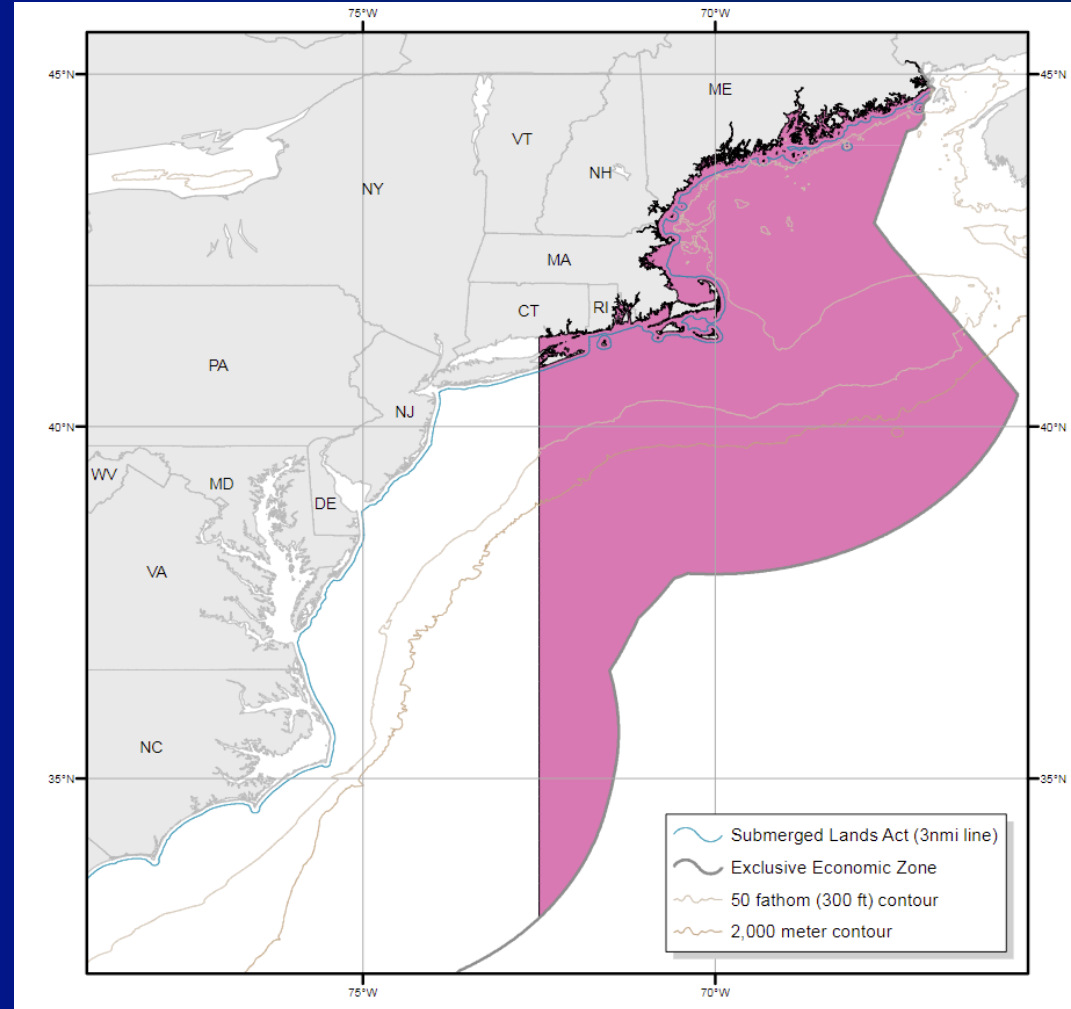 75°W
70°W
45°N
45°N
ME
VT
NH
NY
MA
CT
RI
PA
NJ
40°N
40°N
WV
MD
DE
VA
NC
35°N
35°N
Submerged Lands Act (3nmi line)
Exclusive Economic Zone
50 fathom (300 ft) contour
2,000 meter contour
75°W
70°W